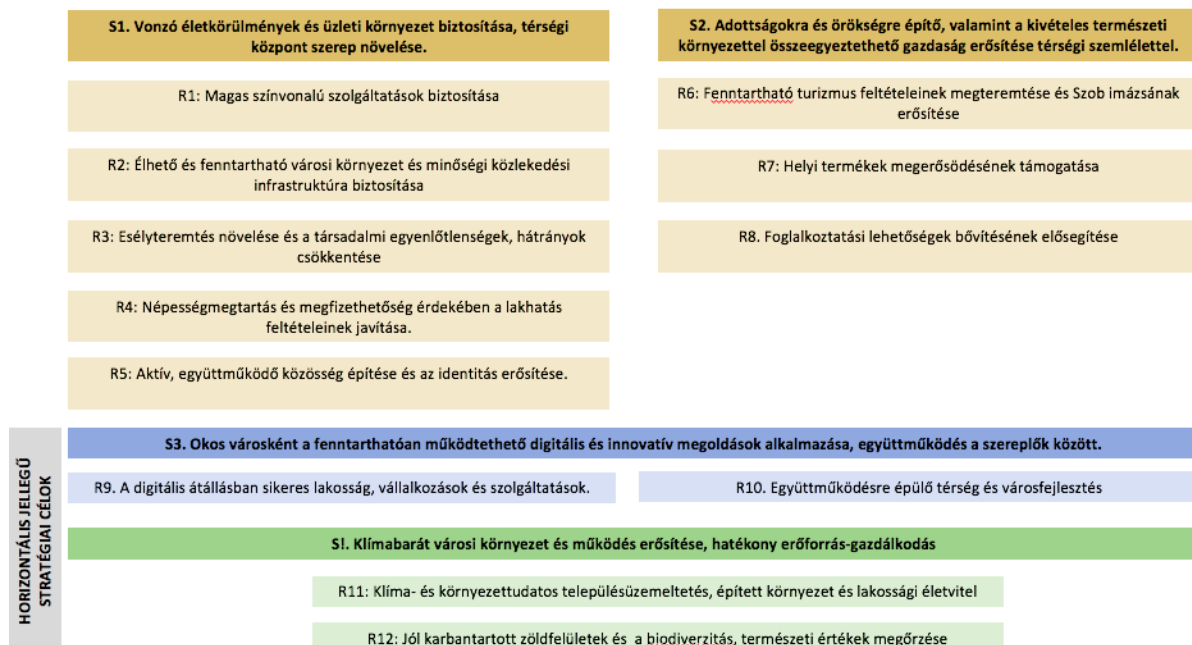 S1. Vonzó életkörülmények és üzleti környezet biztosítása, térségi
központ szerep növelése.
R1: Magas színvonalú szolgáltatások biztosítása
R2: Élhető és fenntartható városi környezet és minőségi közlekedési
infrastruktúra biztosítása
R3: Esélyteremtés növelése és a társadalmi egyenlőtlenségek, hátrányok
csökkentése
R4: Népességmegtartás és megfizethetőség érdekében a lakhatás
feltételeinek javítása.
R5: Aktív, együttműködő közösség építése és az identitás erősítése.
S2. Adottságokra és örökségre építő, valamint a kivételes természeti
környezettel összeegyeztethető gazdaság erősítése térségi szemlélettel.
R6: Fenntartható turizmus feltételeinek megteremtése és Szob imázsának
erősítése
R7: Helyi termékek megerősödésének támogatása
R8. Foglalkoztatási lehetőségek bővítésének elősegítése
HORIZONTÁLIS JELLEGŰ
STRATÉGIAI CÉLOK
S3. Okos városként a fenntarthatóan működtethető digitális és innovatív megoldások alkalmazása, együttműködés a szereplők között.
R9. A digitális átállásban sikeres lakosság, vállalkozások és szolgáltatások.
R10. Együttműködésre épülő térség és városfejlesztés
S!. Klímabarát városi környezet és működés erősítése, hatékony erőforrás-gazdálkodás
R11: Klíma- és környezettudatos településüzemeltetés, épített környezet és lakossági életvitel
R12: Jól karbantartott zöldfelületek és a biodiverzitás, természeti értékek megőrzése